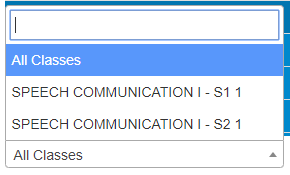 All Classes
SPEECH COMMUNICATION I - S1 1
SPEECH COMMUNICATION I - S2 1
All Classes